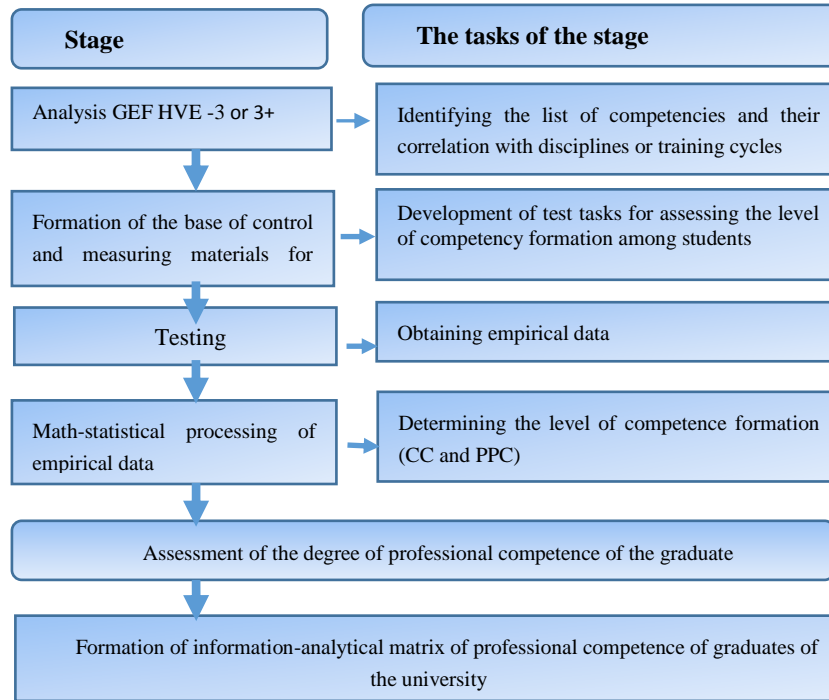 Stage
The tasks of the stage
Analysis GEF HVE -3 or 3+
Identifying the list of competencies and their
correlation with disciplines or training cycles
Formation of the base of control
and measuring materials for
Development of test tasks for assessing the level
of competency formation among students
Testing
Obtaining empirical data
Math-statistical processing of
empirical data
Determining the level of competence formation
(CC and PPC)
Assessment of the degree of professional competence of the graduate
Formation of information-analytical matrix of professional competence of graduates of
the university